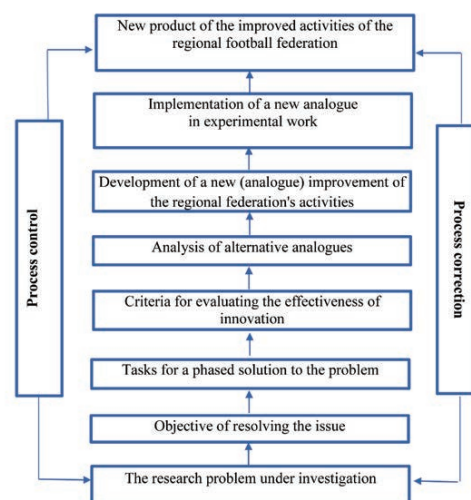 New product of the improved activities of the
regional football federation
Implementation of a new analogue
in experimental work
Development of a new (analogue) improvement of
the regional federation's activities
Analysis of alternative analogues
Criteria for evaluating the effectiveness of
innovation
Tasks for a phased solution to the problem
Objective of resolving the issue
The research problem under investigation
Process control
Process correction